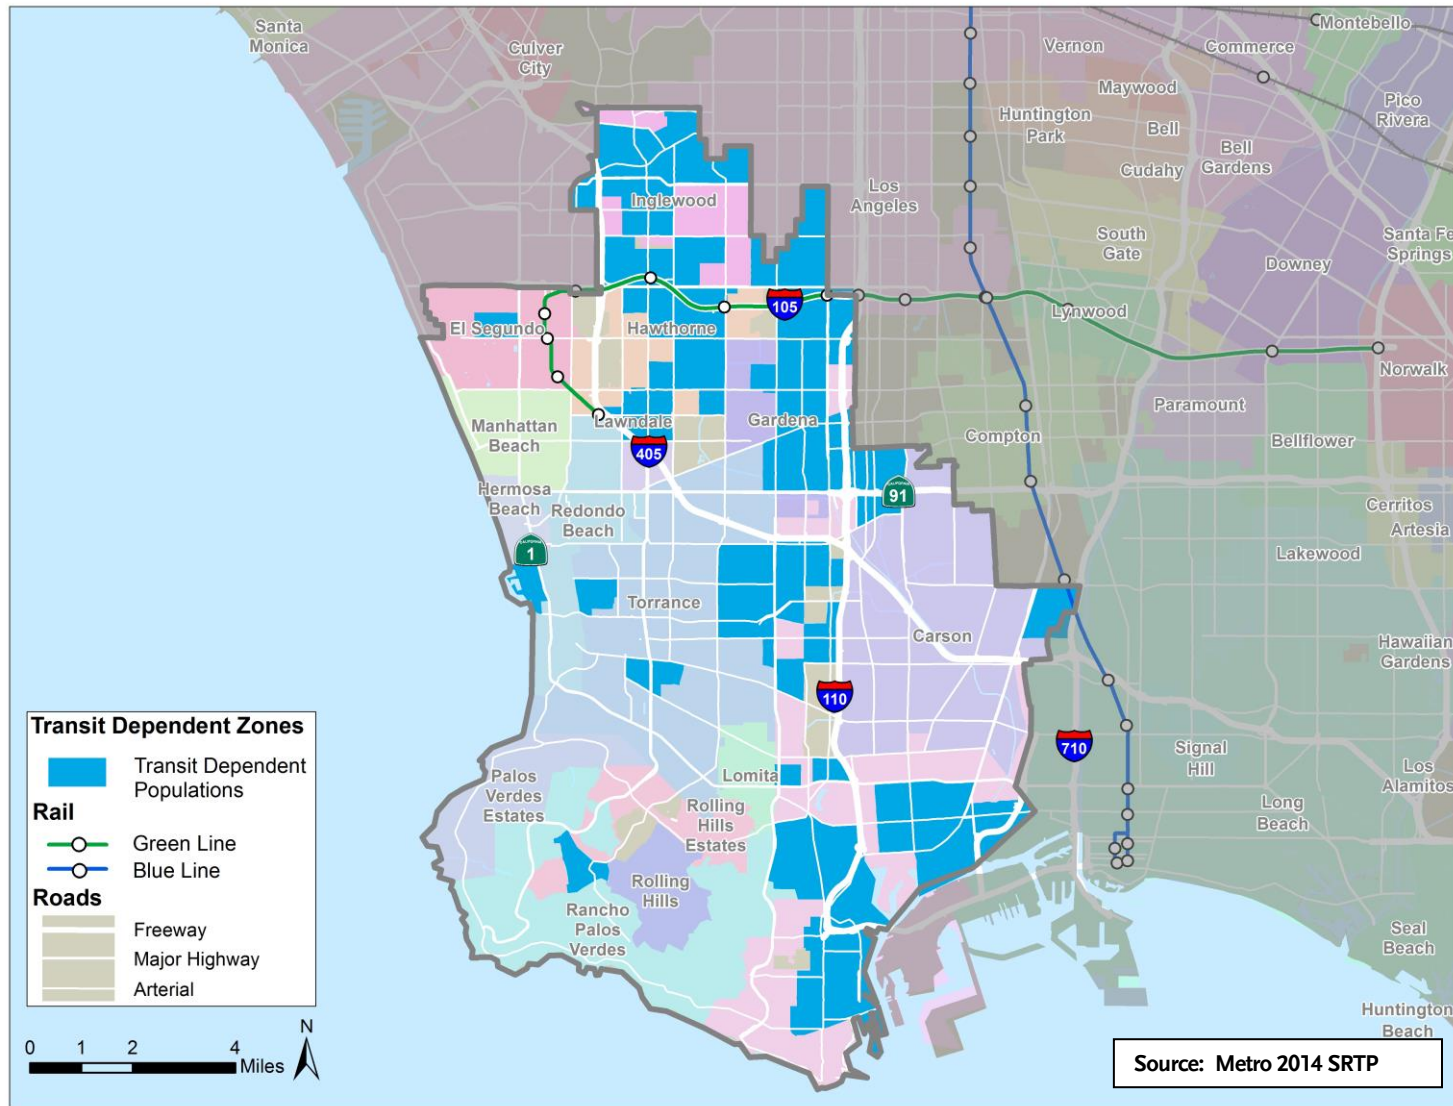 Santa
Monica
Culver
City
Vernon
Commerce
Montebello
Maywood
Huntington
Park
Bell
Bell
Gardens
Pico
Rivera
Cudahy
Los
Angeles
Inglewood
South
Gate
Downey
Santa Fe
Springs
105
Lynwood
El Segundo
Hawthorne
Norwalk
Paramount
Manhattan
Beach
Lawndale
Gardena
Compton
Bellflower
405
Hermosa
Beach
Redondo
Beach
CALIFORNIA
91
Cerritos
Artesia
CALIFORNIA
1
Lakewood
Torrance
Carson
Hawaiian
Gardens
110
710
Signal
Hill
Los
Alamitos
Palos
Verdes
Estates
Lomita
Rolling
Hills
Estates
Long
Beach
Rolling
Hills
Rancho
Palos
Verdes
Seal
Beach
Huntington
Beach
Transit Dependent Zones
Transit Dependent
Populations
Rail
Green Line
Blue Line
Roads
Freeway
Major Highway
Arterial
N
0 1 2 4
Miles
Source: Metro 2014 SRTP